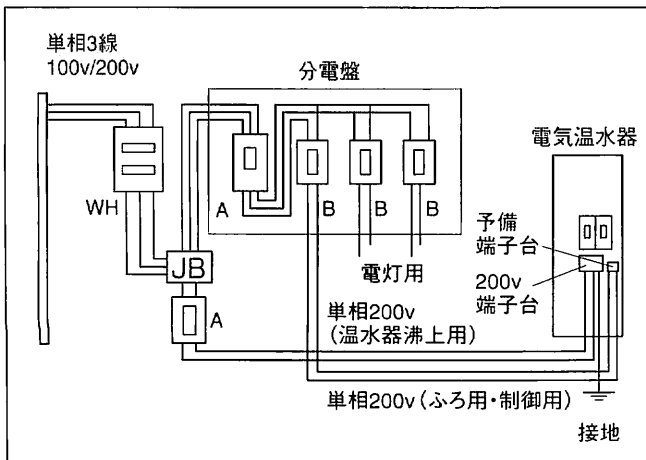 単相3線
100v/200v
分電盤
電気温水器
WH
A
B
B
B
予備
端子台
JB
電灯用
200v
端子台
A
単相200v
(温水器沸上用)
単相200v(ふろ用・制御用)
接地